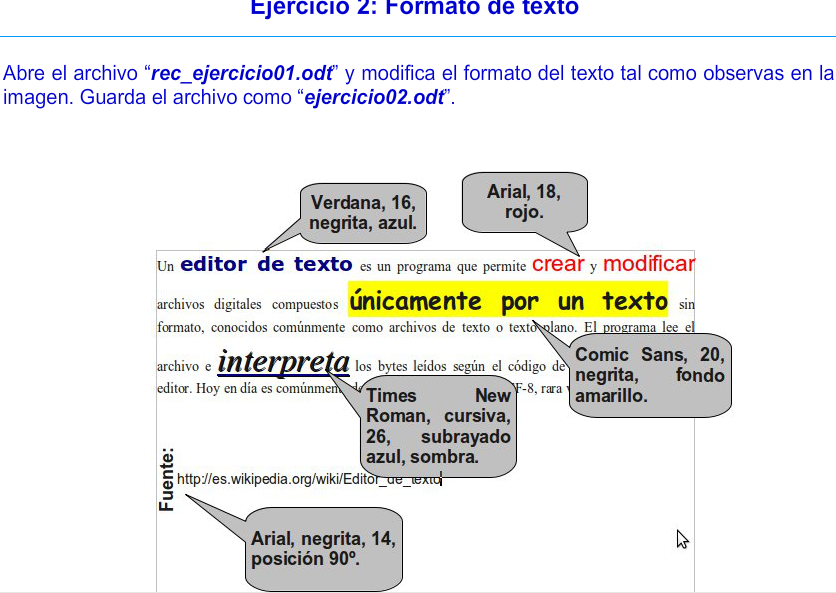 Ejercicio 2: Formato de texto
Abre el archivo “rec_ejercicio01.odt” y modifica el formato del texto tal como observas en la
imagen. Guarda el archivo como “ejercicio02.odt”.
Verdana, 16,
negrita, azul.
Arial, 18,
rojo.
Un editor de texto es un programa que permite crear y modificar
archivos digitales compuestos únicamente por un texto sin
formato, conocidos comúnmente como archivos de texto o texto plano. El programa lee el
archivo e interpreta los bytes leídos según el código de
editor. Hoy en día es F-8, rara
Comic Sans, 20,
negrita, fondo
amarillo.
Times New
Roman, cursiva,
26, subrayado
azul, sombra.
Fuente: http://es.wikipedia.org/wiki/Editor_de_texto
Arial, negrita, 14,
posición 90º.